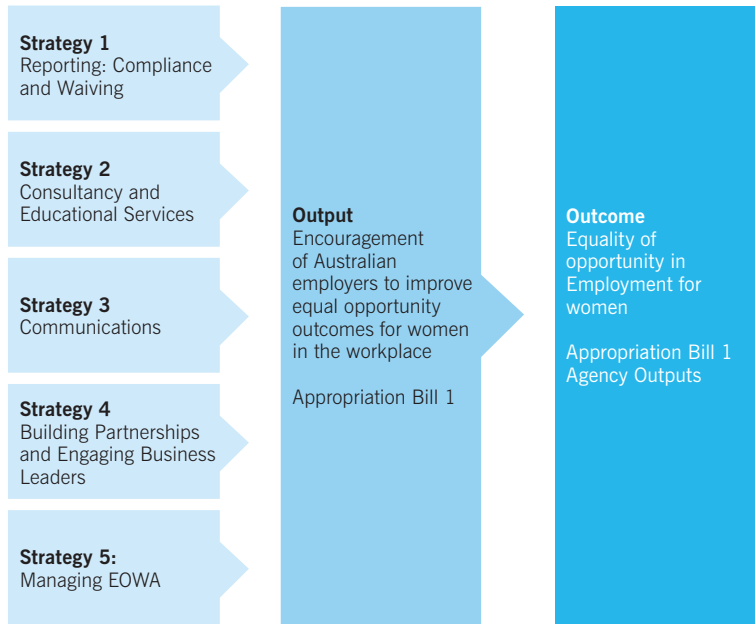 Strategy 1
Reporting: Compliance
and Waiving
Strategy 2
Consultancy and
Educational Services
Strategy 3
Communications
Strategy 4
Building Partnerships
and Engaging Business
Leaders
Strategy 5:
Managing EOWA
Output
Encouragement
of Australian
employers to improve
equal opportunity
outcomes for women
in the workplace
Appropriation Bill 1
Outcome
Equality of
opportunity in
Employment for
women
Appropriation Bill 1
Agency Outputs